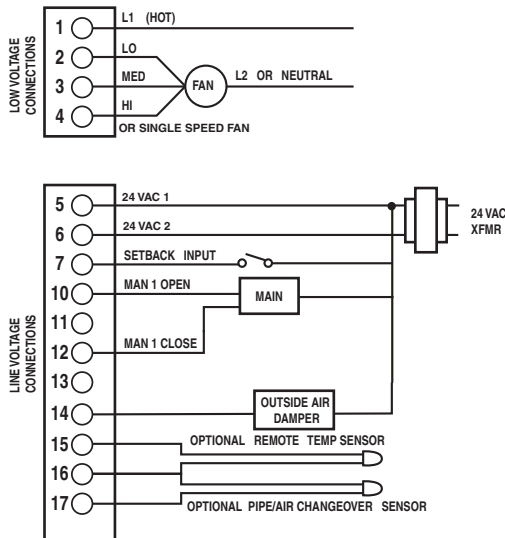 LOW VOLTAGE
CONNECTIONS
1 L1 (HOT)
2 LO
3 MED
4 HI
FAN
L2 OR NEUTRAL
OR SINGLE SPEED FAN
LINE VOLTAGE
CONNECTIONS
5 24 VAC 1
6 24 VAC 2
24 VAC
XFMR
7 SETBACK INPUT
10 MAN 1 OPEN
MAIN
11
12 MAN 1 CLOSE
13
14
OUTSIDE AIR
DAMPER
15 OPTIONAL REMOTE TEMP SENSOR
16
17 OPTIONAL PIPE/AIR CHANGEOVER SENSOR